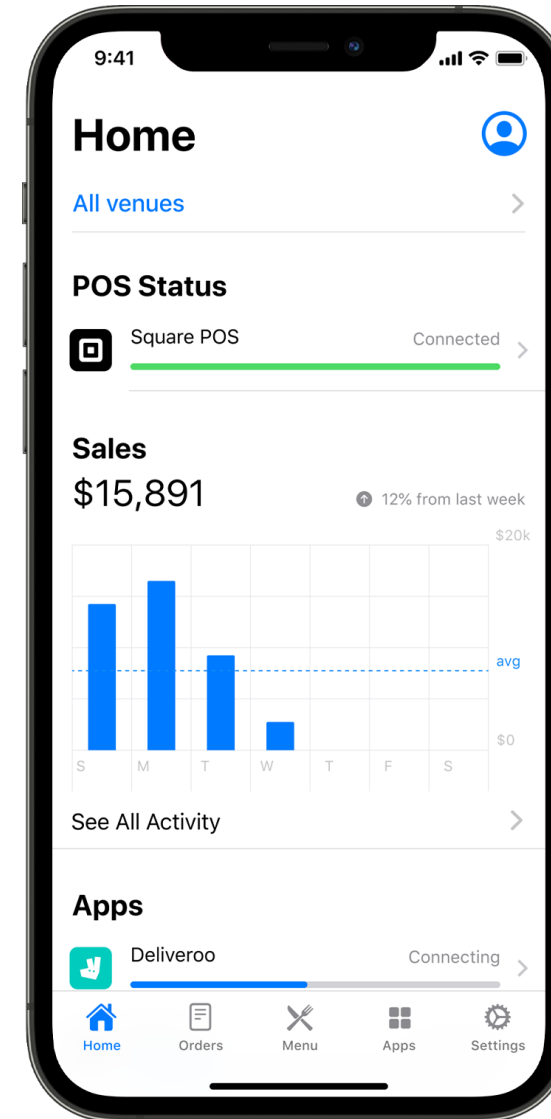 9:41
Home
All venues
POS Status
Square POS Connected
Sales
$15,891
12% from last week
$20k
avg
$0
S M T W T F S
See All Activity
Apps
Deliveroo Connecting
Home Orders Menu Apps Settings